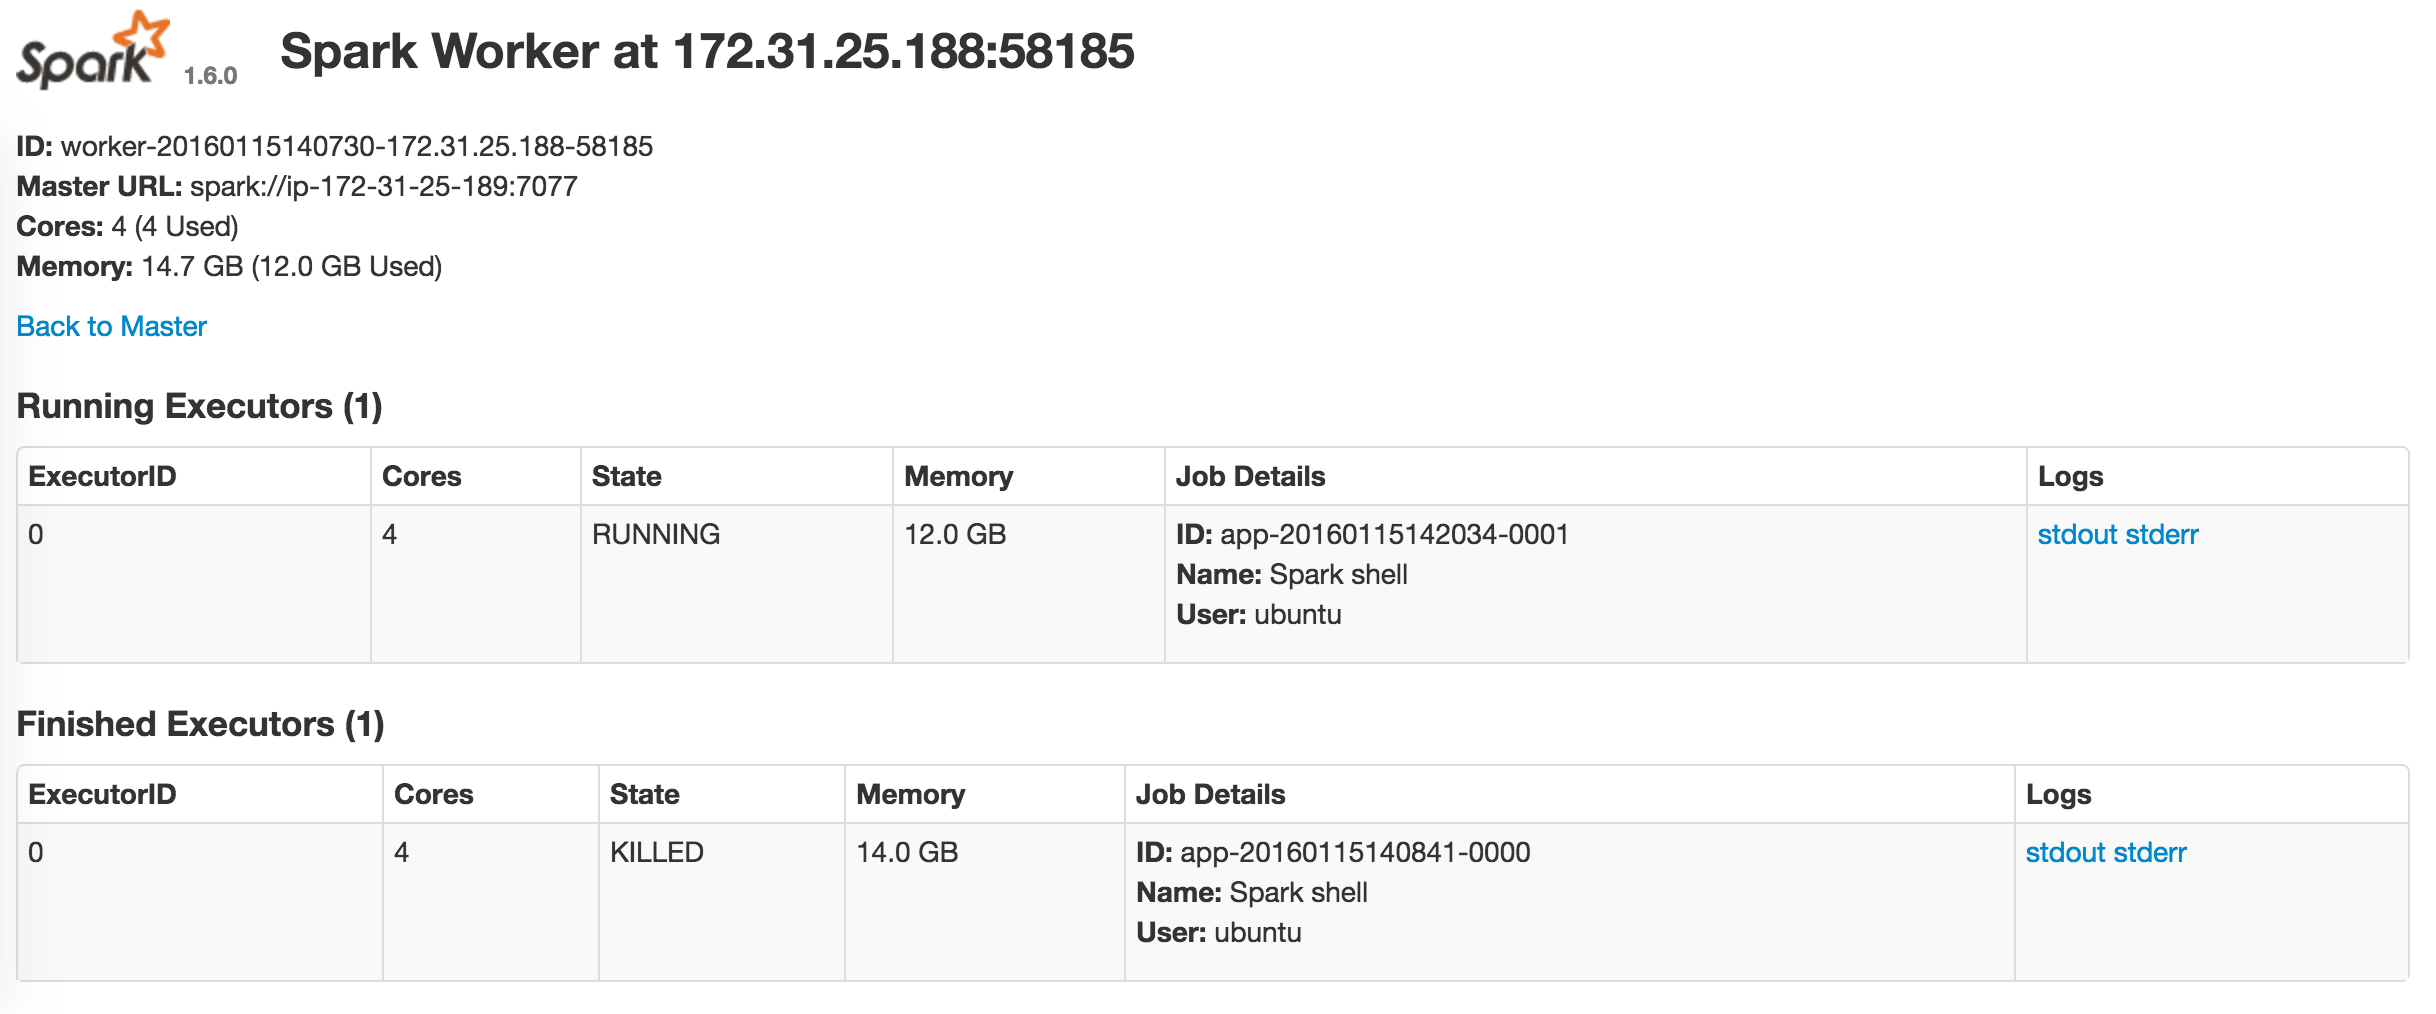 Spark 1.6.0 Spark Worker at 172.31.25.188:58185
ID: worker-20160115140730-172.31.25.188-58185
Master URL: spark://ip-172-31-25-189:7077
Cores: 4 (4 Used)
Memory: 14.7 GB (12.0 GB Used)
Back to Master
Running Executors (1)
ExecutorID Cores State Memory Job Details Logs
0 4 RUNNING 12.0 GB ID: app-20160115142034-0001 stdout stderr
Name: Spark shell
User: ubuntu
Finished Executors (1)
ExecutorID Cores State Memory Job Details Logs
0 4 KILLED 14.0 GB ID: app-20160115140841-0000 stdout stderr
Name: Spark shell
User: ubuntu